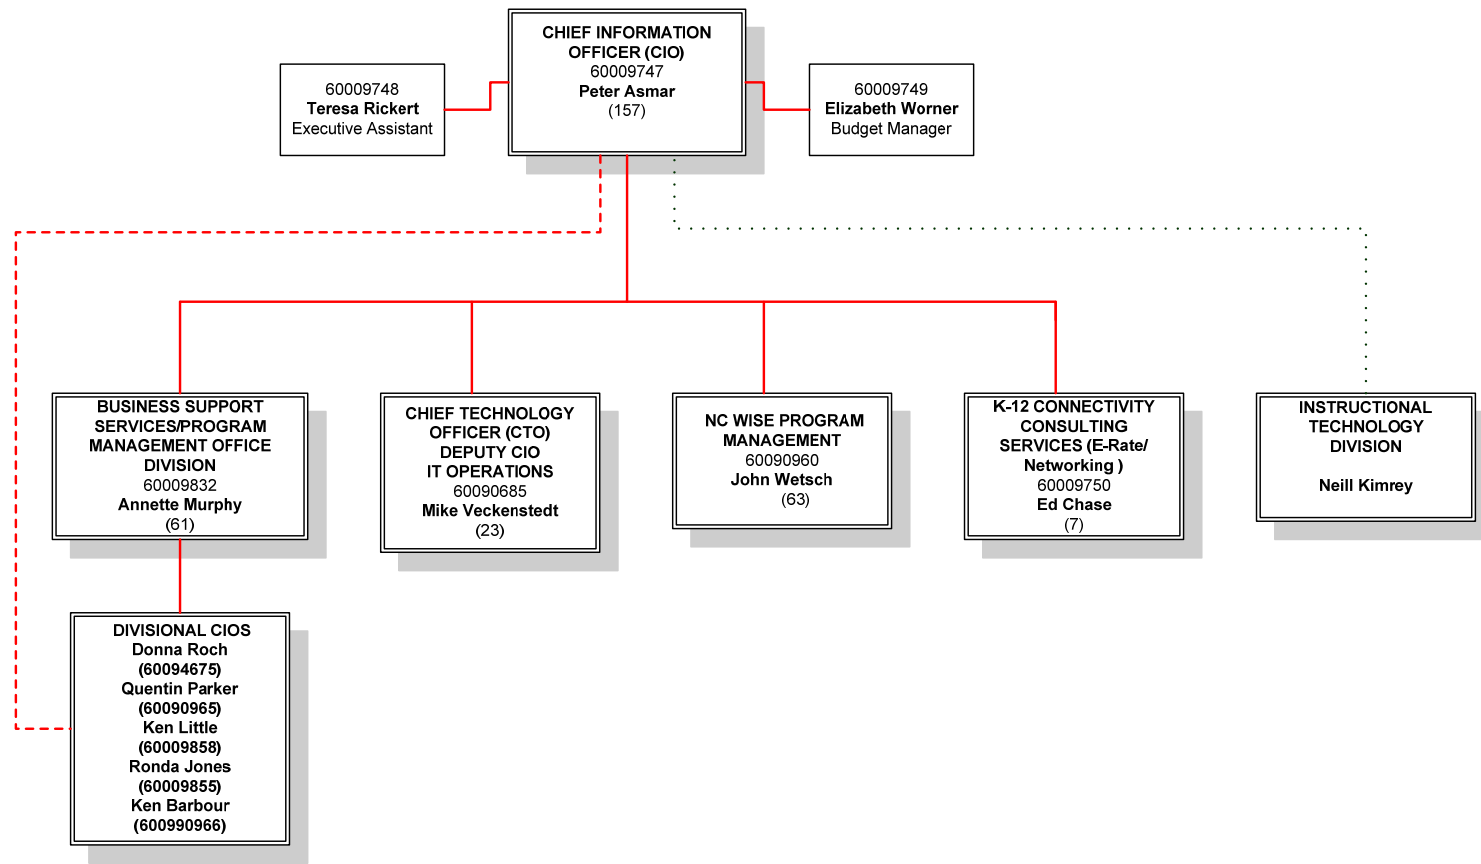 CHIEF INFORMATION
OFFICER (CIO)
60009747
Peter Asmar
(157)
60009748
Teresa Rickert
Executive Assistant
60009749
Elizabeth Worner
Budget Manager
BUSINESS SUPPORT
SERVICES/PROGRAM
MANAGEMENT OFFICE
DIVISION
60009832
Annette Murphy
(61)
CHIEF TECHNOLOGY
OFFICER (CTO)
DEPUTY CIO
IT OPERATIONS
60090685
Mike Veckenstedt
(23)
NC WISE PROGRAM
MANAGEMENT
60090960
John Wetsch
(63)
K-12 CONNECTIVITY
CONSULTING
SERVICES (E-Rate/
Networking )
60009750
Ed Chase
(7)
INSTRUCTIONAL
TECHNOLOGY
DIVISION
Neill Kimrey
DIVISIONAL CIOS
Donna Roch
(60094675)
Quentin Parker
(60090965)
Ken Little
(60009858)
Ronda Jones
(60009855)
Ken Barbour
(600990966)